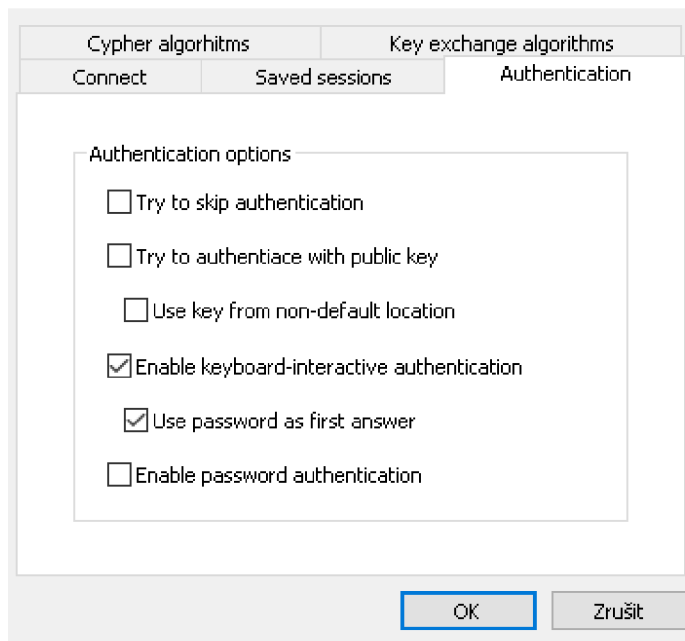 Cypher algorhitms Key exchange algorithms
Connect Saved sessions Authentication
Authentication options
Try to skip authentication
Try to authentiace with public key
Use key from non-default location
Enable keyboard-interactive authentication
Use password as first answer
Enable password authentication
OK Zrušit